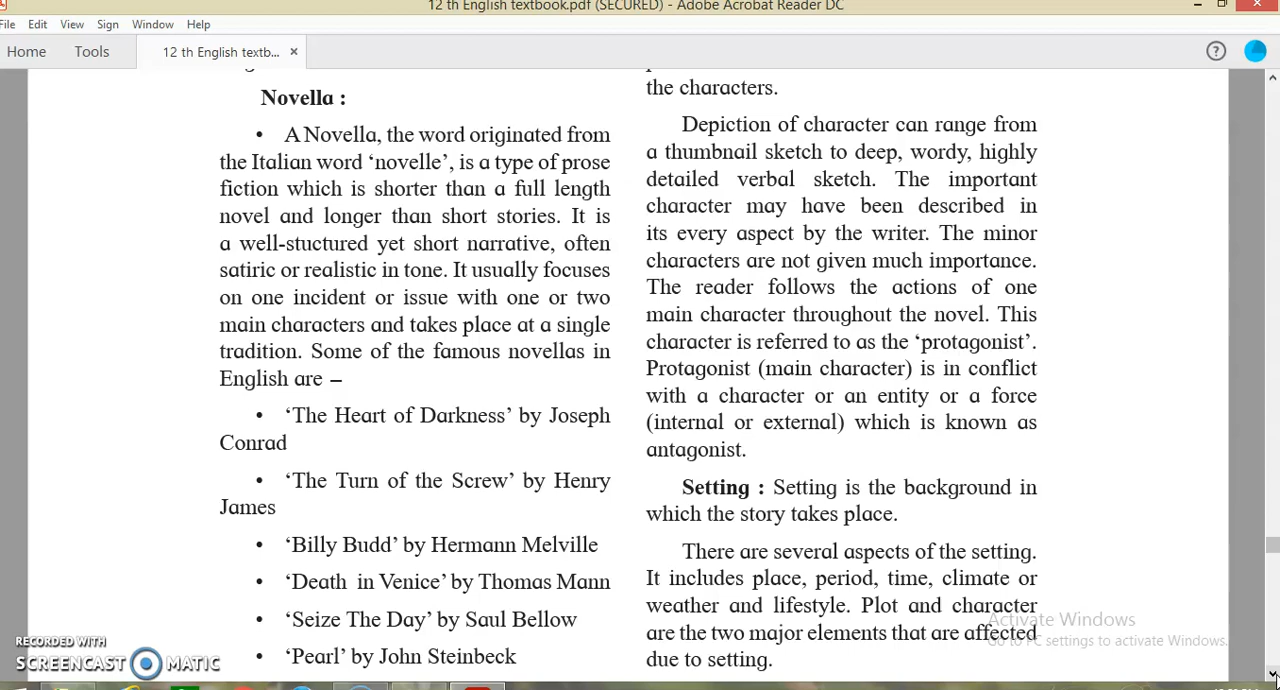 12 th English textbook.pdf (SECURED) - Adobe Acrobat Reader DC
File Edit View Sign Window Help
Home Tools 12 th English textb... ×
Novella :
• A Novella, the word originated from
the Italian word ‘novelle’, is a type of prose
fiction which is shorter than a full length
novel and longer than short stories. It is
a well-stuctured yet short narrative, often
satiric or realistic in tone. It usually focuses
on one incident or issue with one or two
main characters and takes place at a single
tradition. Some of the famous novellas in
English are –
• ‘The Heart of Darkness’ by Joseph
Conrad
• ‘The Turn of the Screw’ by Henry
James
• ‘Billy Budd’ by Hermann Melville
• ‘Death in Venice’ by Thomas Mann
• ‘Seize The Day’ by Saul Bellow
• ‘Pearl’ by John Steinbeck
the characters.
Depiction of character can range from
a thumbnail sketch to deep, wordy, highly
detailed verbal sketch. The important
character may have been described in
its every aspect by the writer. The minor
characters are not given much importance.
The reader follows the actions of one
main character throughout the novel. This
character is referred to as the ‘protagonist’.
Protagonist (main character) is in conflict
with a character or an entity or a force
(internal or external) which is known as
antagonist.
Setting : Setting is the background in
which the story takes place.
There are several aspects of the setting.
It includes place, period, time, climate or
weather and lifestyle. Plot and character
are the two major elements that are affected
due to setting.
Activate Windows
Go to PC settings to activate Windows.
RECORDED WITH
SCREENCAST MATIC